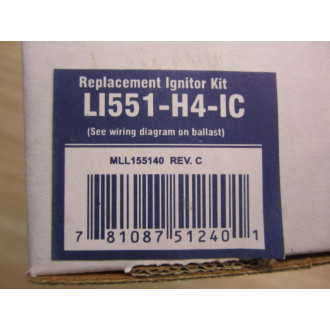 Replacement Ignitor Kit
LI551-H4-IC
(See wiring diagram on ballast)
MLL155140 REV. C
7 81087 51240 1